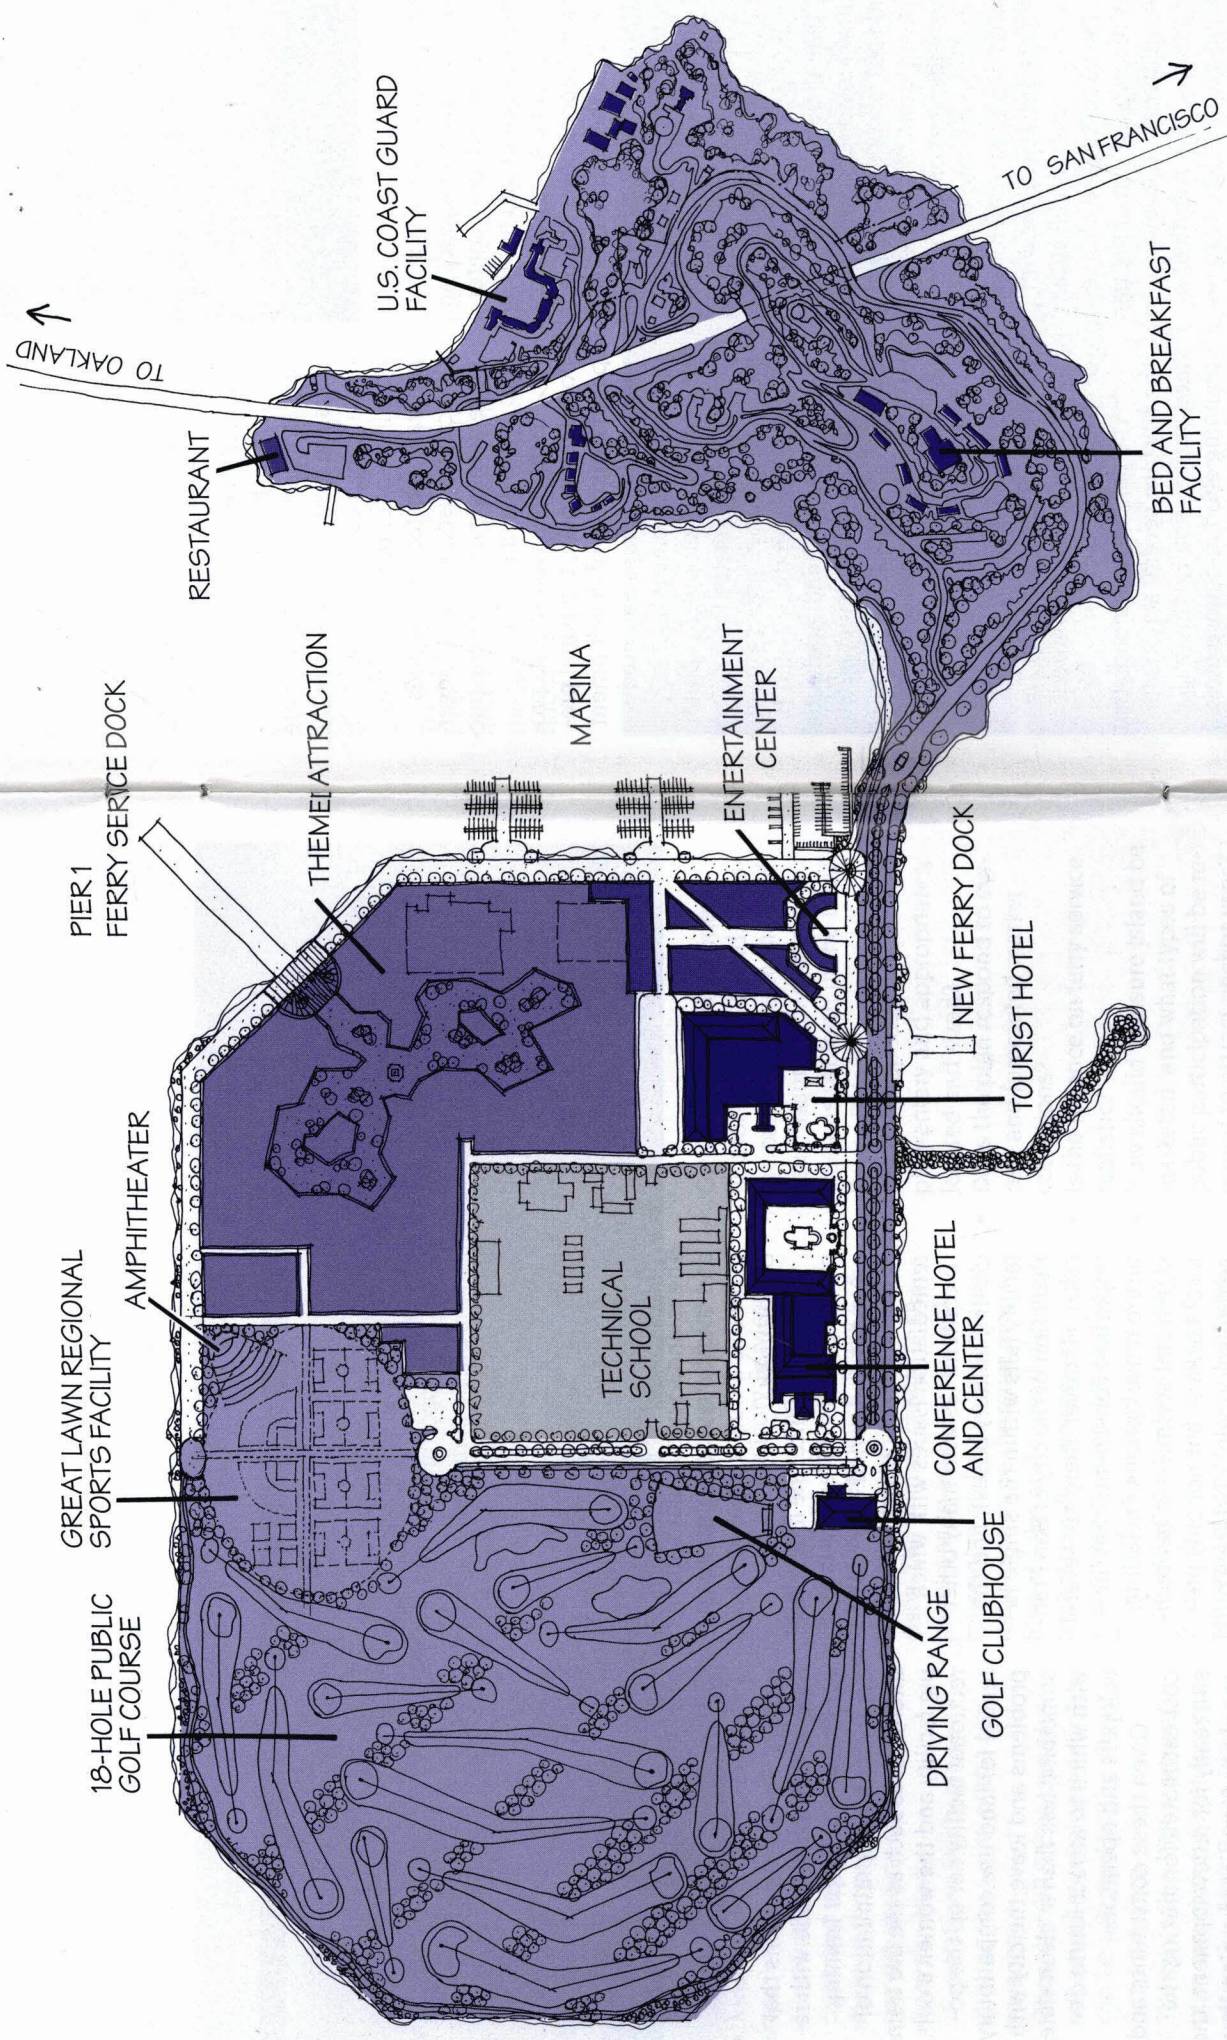 18-HOLE PUBLIC
GOLF COURSE
GREAT LAWN REGIONAL
SPORTS FACILITY
AMPHITHEATER
PIER 1
FERRY SERICE DOCK
THEME ATTRACTION
RESTAURANT
TO OAKLAND
U.S. COAST GUARD
FACILITY
MARINA
TECHNICAL
SCHOOL
ENTERTAINMENT
CENTER
DRIVING RANGE
GOLF CLUBHOUSE
CONFERENCE HOTEL
AND CENTER
TOURIST HOTEL
NEW FERRY DOCK
BED AND BREAKFAST
FACILITY
TO SAN FRANCISCO